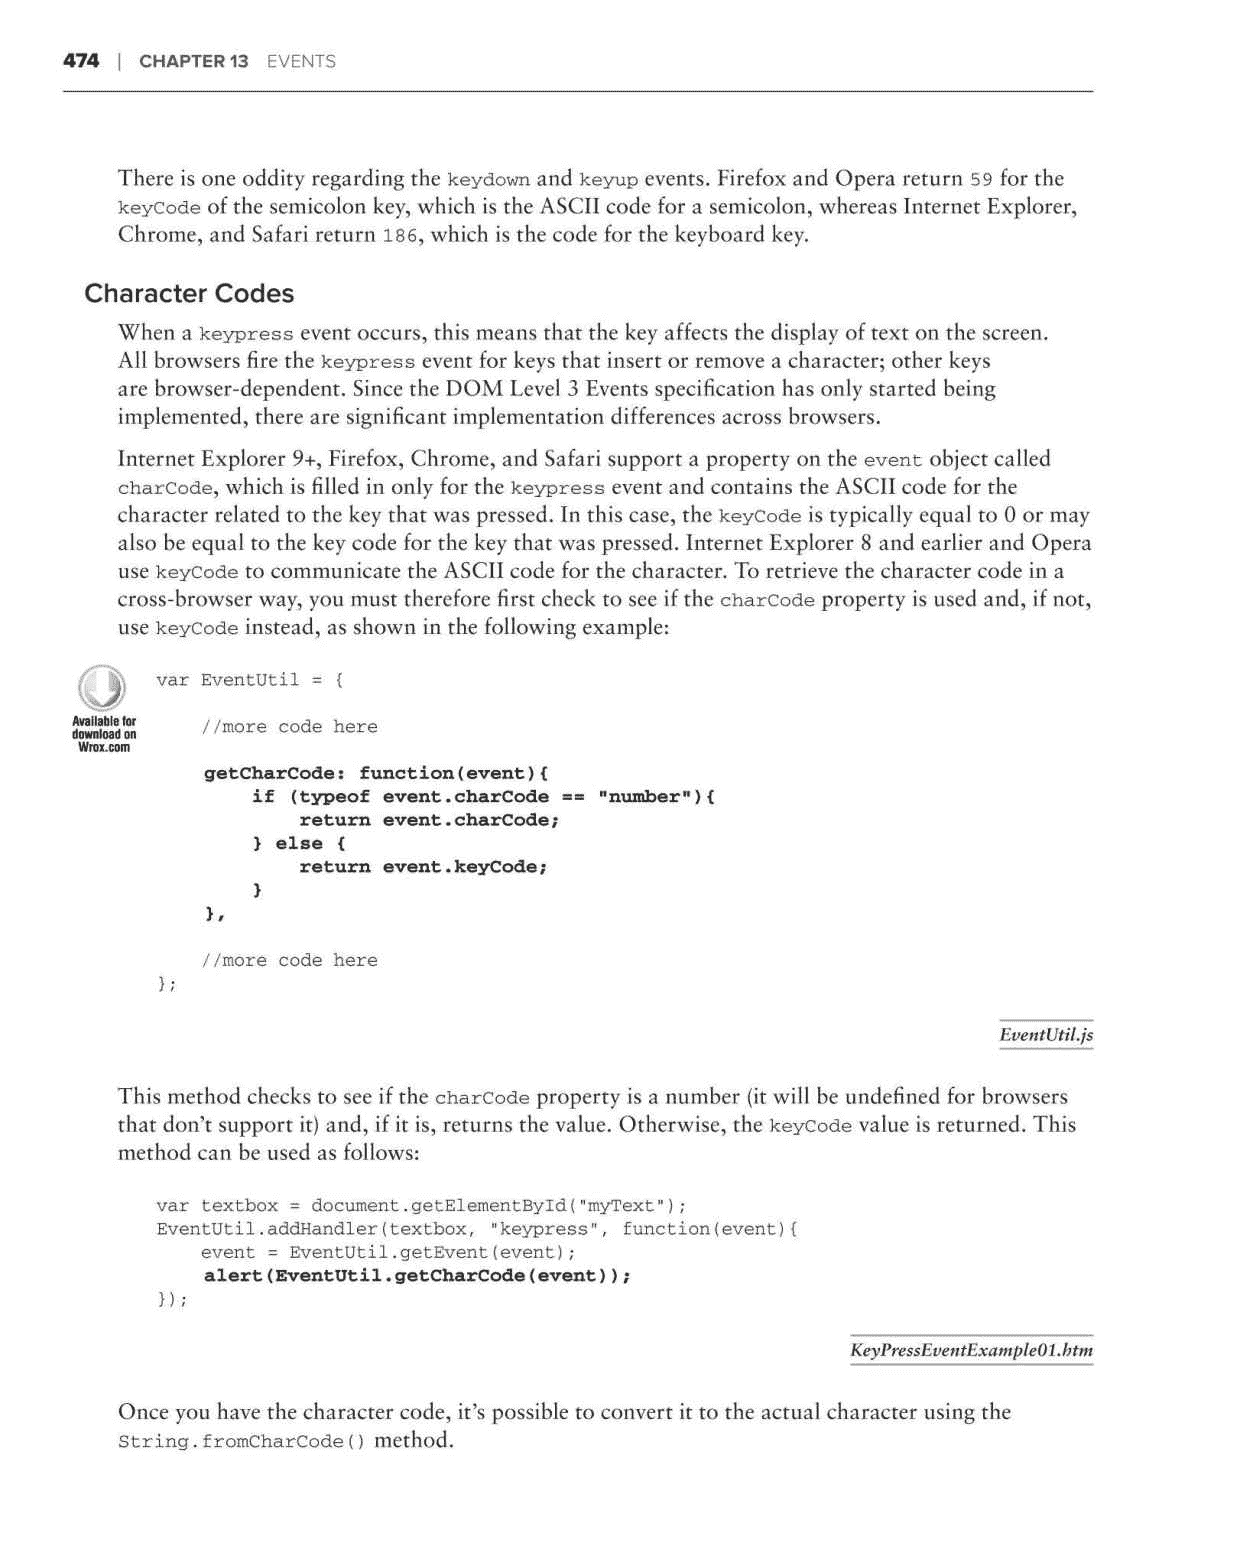 474 | CHAPTER 13 EVENTS
There is one oddity regarding the keydown and keyup events. Firefox and Opera return 59 for the
keyCode of the semicolon key, which is the ASCII code for a semicolon, whereas Internet Explorer,
Chrome, and Safari return 186, which is the code for the keyboard key.
Character Codes
When a keypress event occurs, this means that the key affects the display of text on the screen.
All browsers fire the keypress event for keys that insert or remove a character; other keys
are browser-dependent. Since the DOM Level 3 Events specification has only started being
implemented, there are significant implementation differences across browsers.
Internet Explorer 9+, Firefox, Chrome, and Safari support a property on the event object called
charCode, which is filled in only for the keypress event and contains the ASCII code for the
character related to the key that was pressed. In this case, the keyCode is typically equal to 0 or may
also be equal to the key code for the key that was pressed. Internet Explorer 8 and earlier and Opera
use keyCode to communicate the ASCII code for the character. To retrieve the character code in a
cross-browser way, you must therefore first check to see if the charCode property is used and, if not,
use keyCode instead, as shown in the following example:
Available for
download on
Wrox.com
var EventUtil = {
    //more code here
    getCharCode: function(event){
        if (typeof event.charCode == "number"){
            return event.charCode;
        } else {
            return event.keyCode;
        }
    },
    //more code here
};
EventUtil.js
This method checks to see if the charCode property is a number (it will be undefined for browsers
that don't support it) and, if it is, returns the value. Otherwise, the keyCode value is returned. This
method can be used as follows:
var textbox = document.getElementById("myText");
EventUtil.addHandler(textbox, "keypress", function(event){
    event = EventUtil.getEvent(event);
    alert(EventUtil.getCharCode(event));
});
KeyPressEventExample01.htm
Once you have the character code, it's possible to convert it to the actual character using the
String.fromCharCode() method.